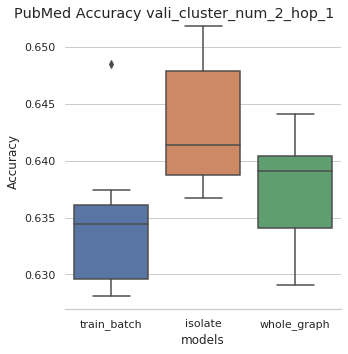 PubMed Accuracy vali_cluster_num_2_hop_1
0.650
0.645
0.640
0.635
0.630
Accuracy
train_batch isolate whole_graph
models